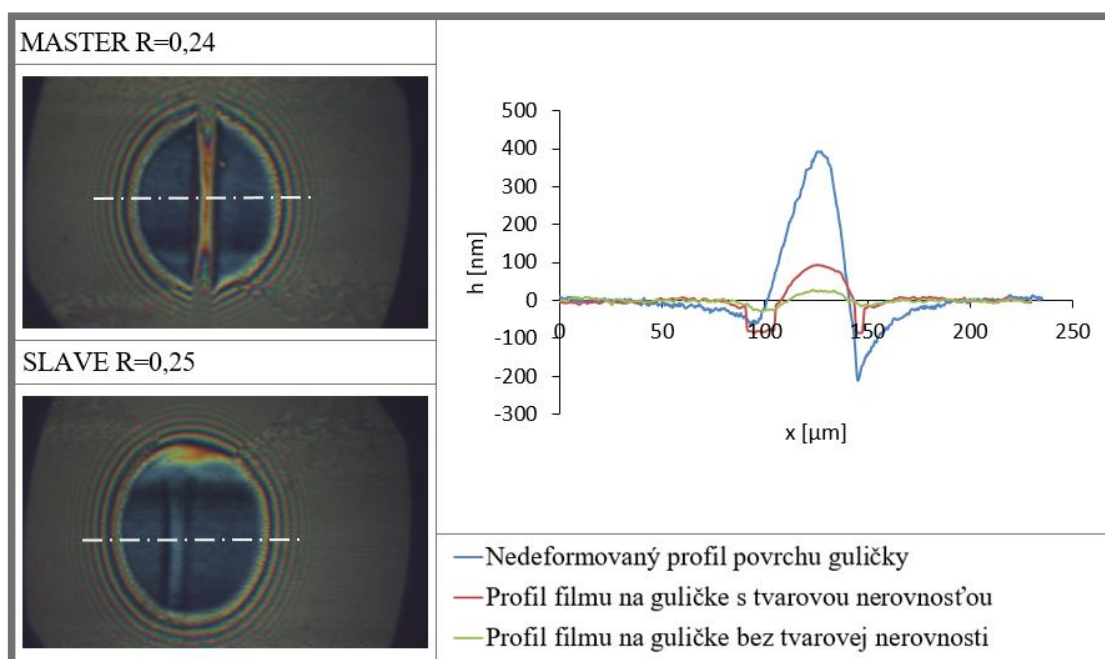 MASTER R=0,24
SLAVE R=0,25
500
400
300
200
100
0
-100
-200
-300
0 50 100 150 200 250
h [nm]
x [µm]
Nedeformovaný profil povrchu guličky
Profil filmu na guličke s tvarovou nerovnosťou
Profil filmu na guličke bez tvarovej nerovnosti